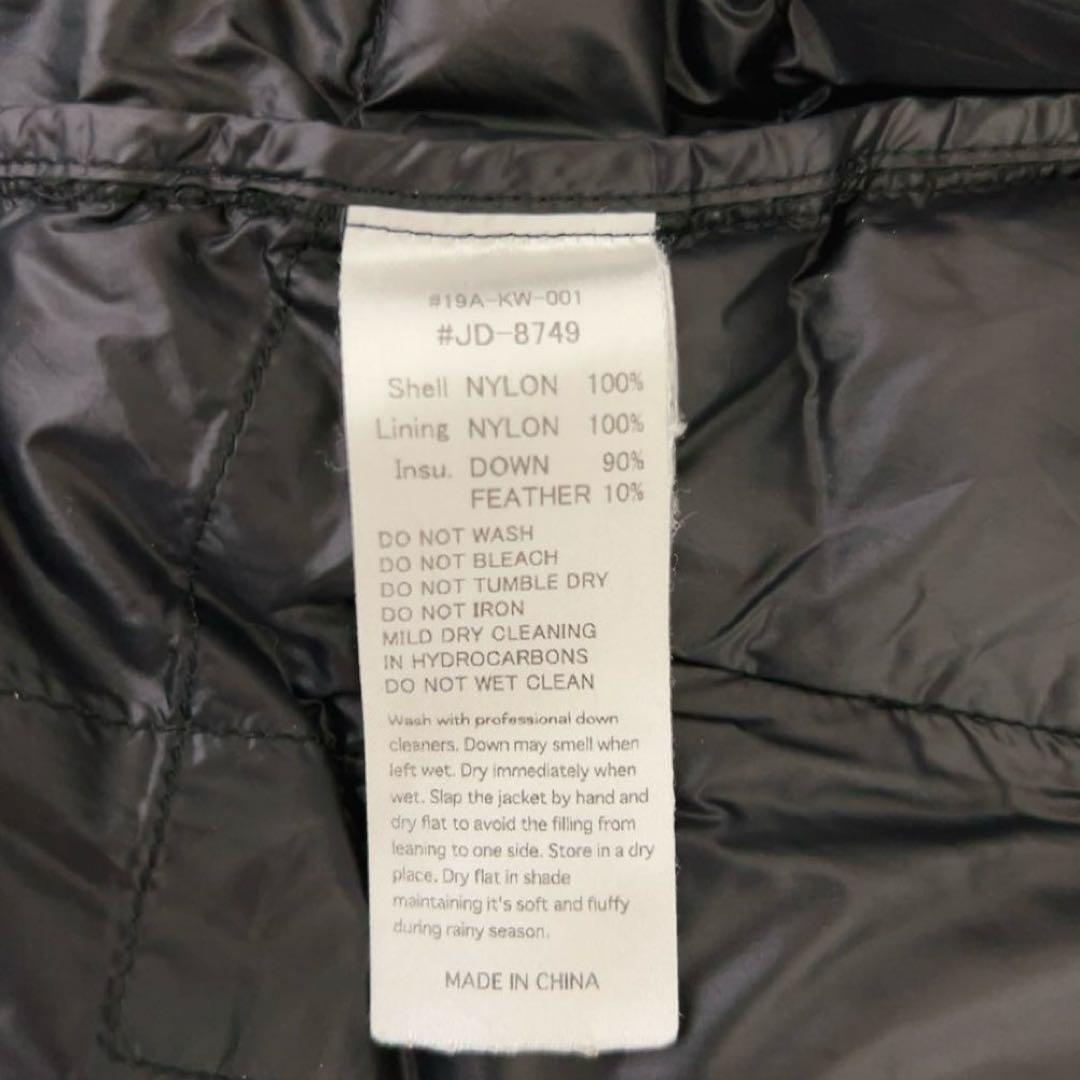 #19A-KW-001
#JD-8749
Shell NYLON 100%
Lining NYLON 100%
Insu. DOWN 90%
FEATHER 10%
DO NOT WASH
DO NOT BLEACH
DO NOT TUMBLE DRY
DO NOT IRON
MILD DRY CLEANING
IN HYDROCARBONS
DO NOT WET CLEAN
Wash with professional down
cleaners. Down may smell when
left wet. Dry immediately when
wet. Slap the jacket by hand and
dry flat to avoid the filling from
leaning to one side. Store in a dry
place. Dry flat in shade
maintaining it's soft and fluffy
during rainy season.
MADE IN CHINA